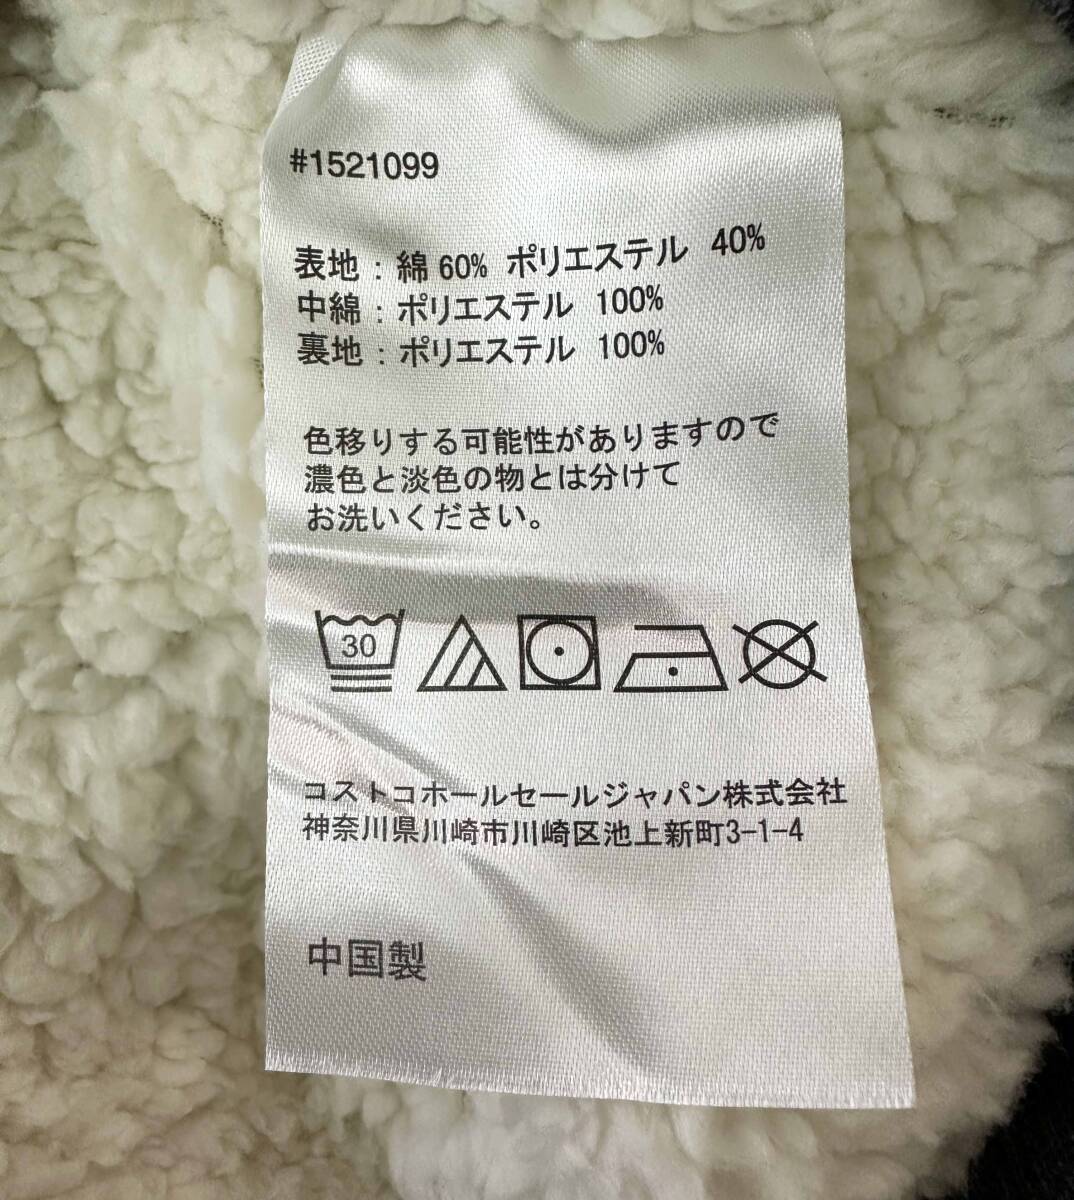 #1521099
表地：綿60% ポリエステル 40%
中綿：ポリエステル 100%
裏地：ポリエステル 100%
色移りする可能性がありますので
濃色と淡色の物とは分けて
お洗いください。
30
コストコホールセールジャパン株式会社
神奈川県川崎市川崎区池上新町3-1-4
中国製